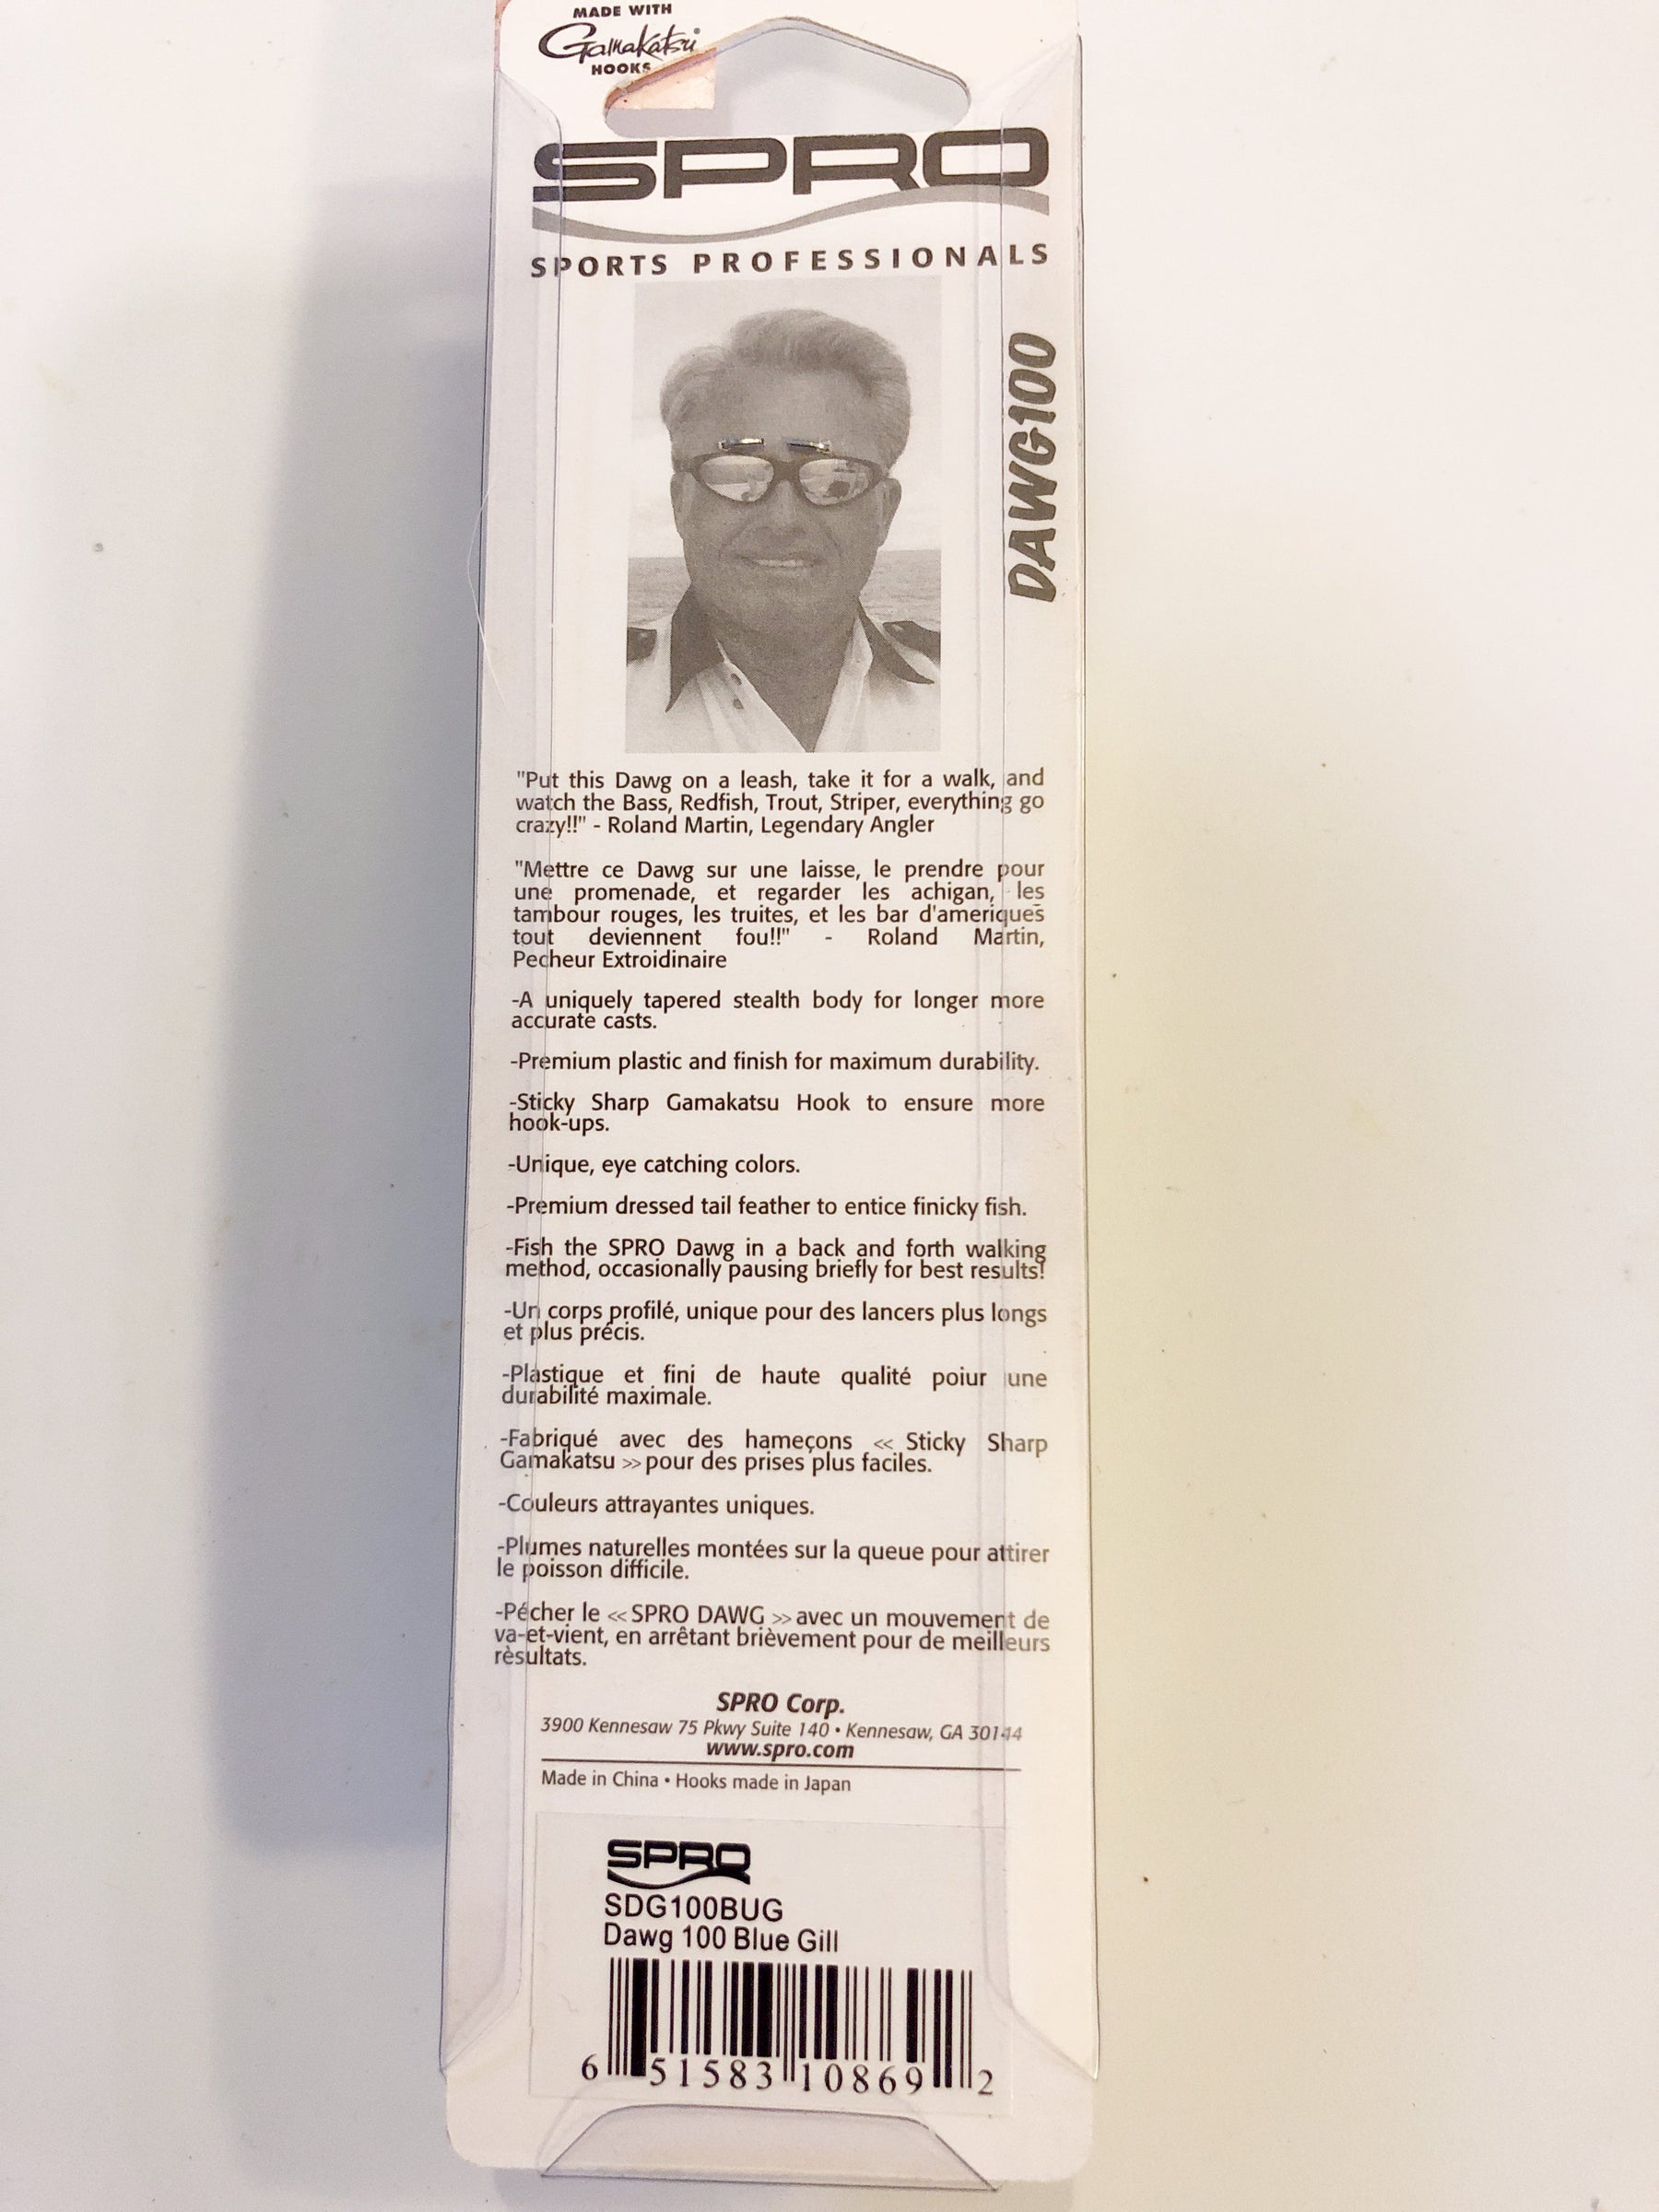 MADE WITH
Gamakatsu
HOOKS
SPRO
SPORTS PROFESSIONALS
DAWG100
"Put this Dawg on a leash, take it for a walk, and
watch the Bass, Redfish, Trout, Striper, everything go
crazy!!" - Roland Martin, Legendary Angler
"Mettre ce Dawg sur une laisse, le prendre pour
une promenade, et regarder les achigan, les
tambour rouges, les truites, et les bar d'ameriques
tout deviennent fou!!" - Roland Martin,
Pecheur Extroidinaire
-A uniquely tapered stealth body for longer more
accurate casts.
-Premium plastic and finish for maximum durability.
-Sticky Sharp Gamakatsu Hook to ensure more
hook-ups.
-Unique, eye catching colors.
-Premium dressed tail feather to entice finicky fish.
-Fish the SPRO Dawg in a back and forth walking
method, occasionally pausing briefly for best results!
-Un corps profilé, unique pour des lancers plus longs
et plus précis.
-Plastique et fini de haute qualité poiur une
durabilité maximale.
-Fabriqué avec des hameçons << Sticky Sharp
Gamakatsu >> pour des prises plus faciles.
-Couleurs attrayantes uniques.
-Plumes naturelles montées sur la queue pour attirer
le poisson difficile.
-Pécher le << SPRO DAWG >> avec un mouvement de
va-et-vient, en arrêtant brièvement pour de meilleurs
rèsultats.
SPRO Corp.
3900 Kennesaw 75 Pkwy Suite 140 • Kennesaw, GA 30144
www.spro.com
Made in China • Hooks made in Japan
SPRO
SDG100BUG
Dawg 100 Blue Gill
6 51583 10869 2